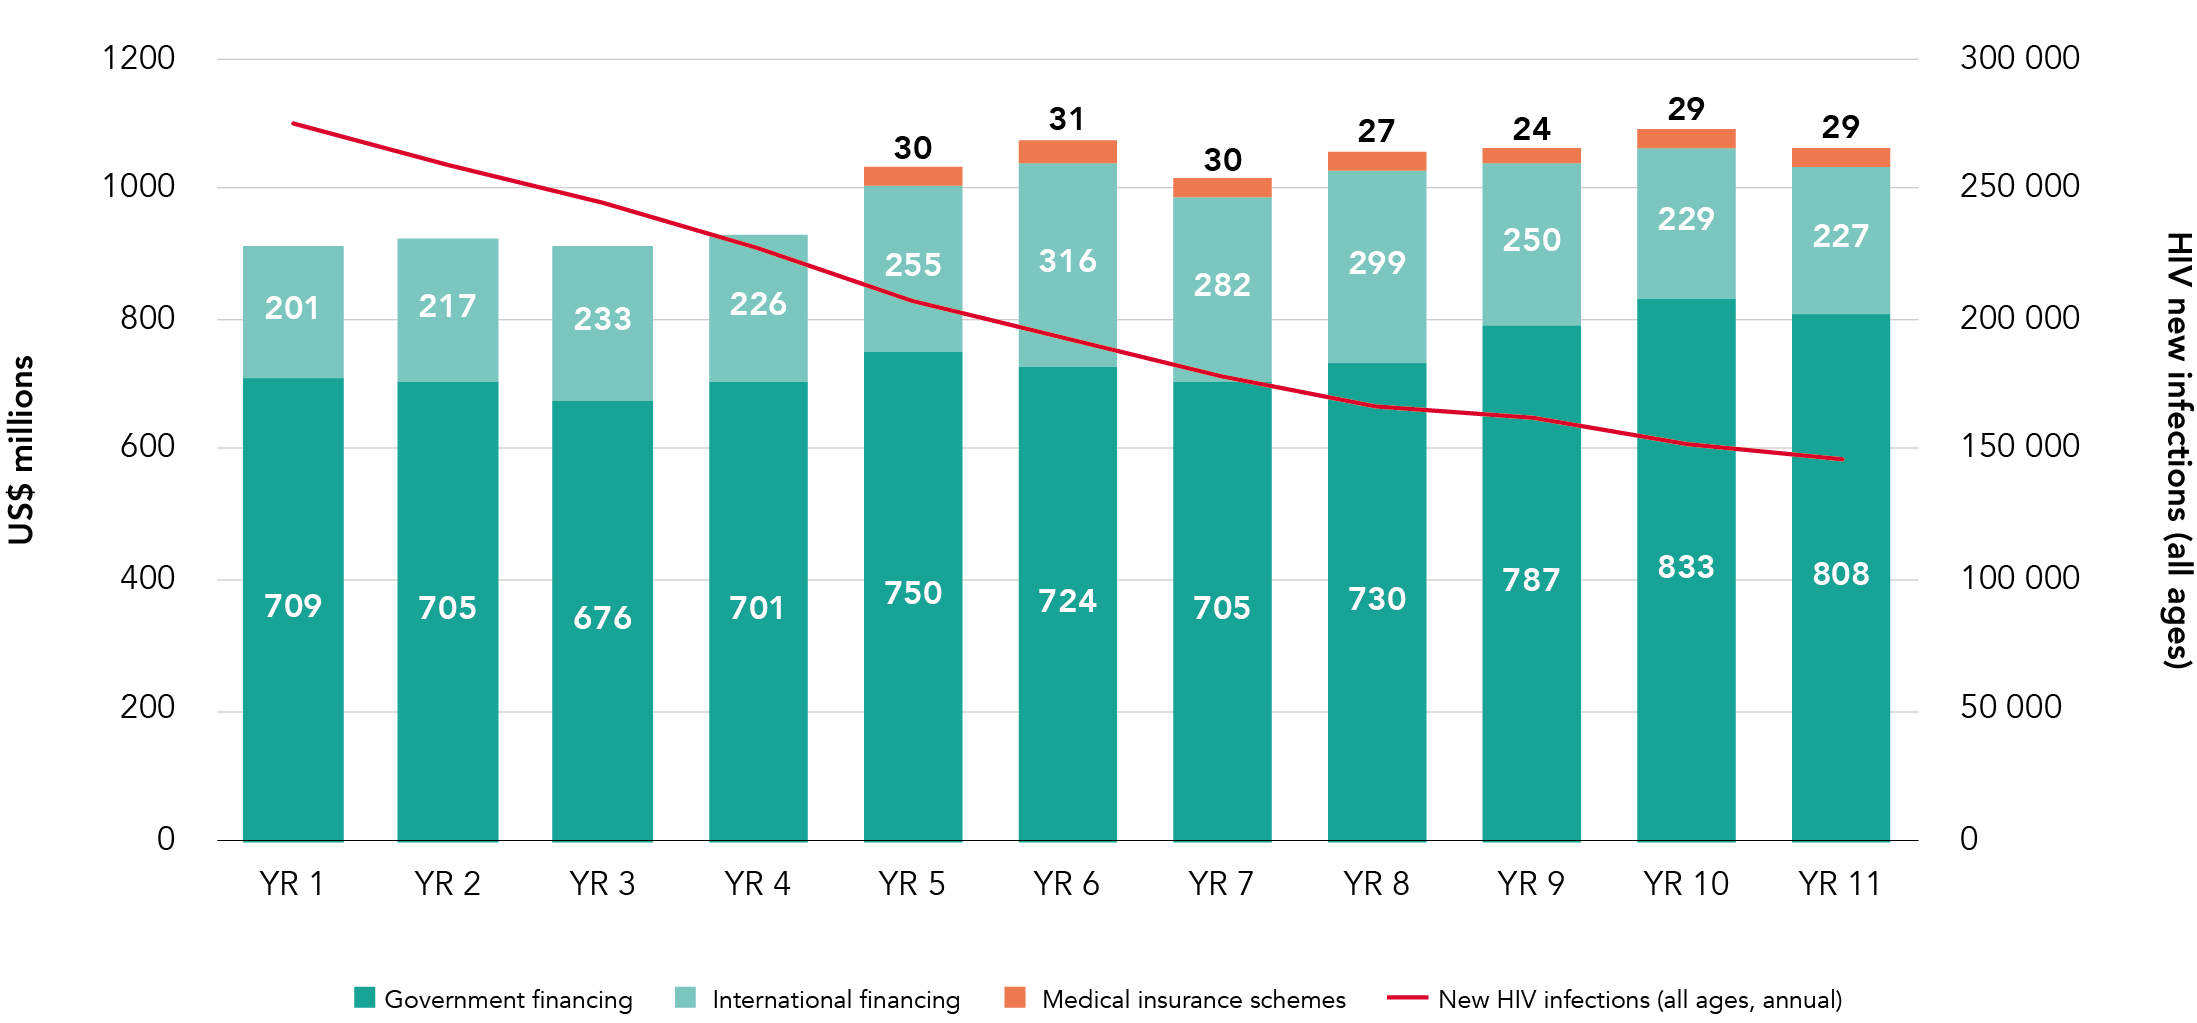 1200
1000
800
600
400
200
0
US$ millions
300 000
250 000
200 000
150 000
100 000
50 000
0
HIV new infections (all ages)
30
31
30
27
24
29
29
201
217
233
226
255
316
282
299
250
229
227
709
705
676
701
750
724
705
730
787
833
808
YR 1
YR 2
YR 3
YR 4
YR 5
YR 6
YR 7
YR 8
YR 9
YR 10
YR 11
Government financing
International financing
Medical insurance schemes
New HIV infections (all ages, annual)